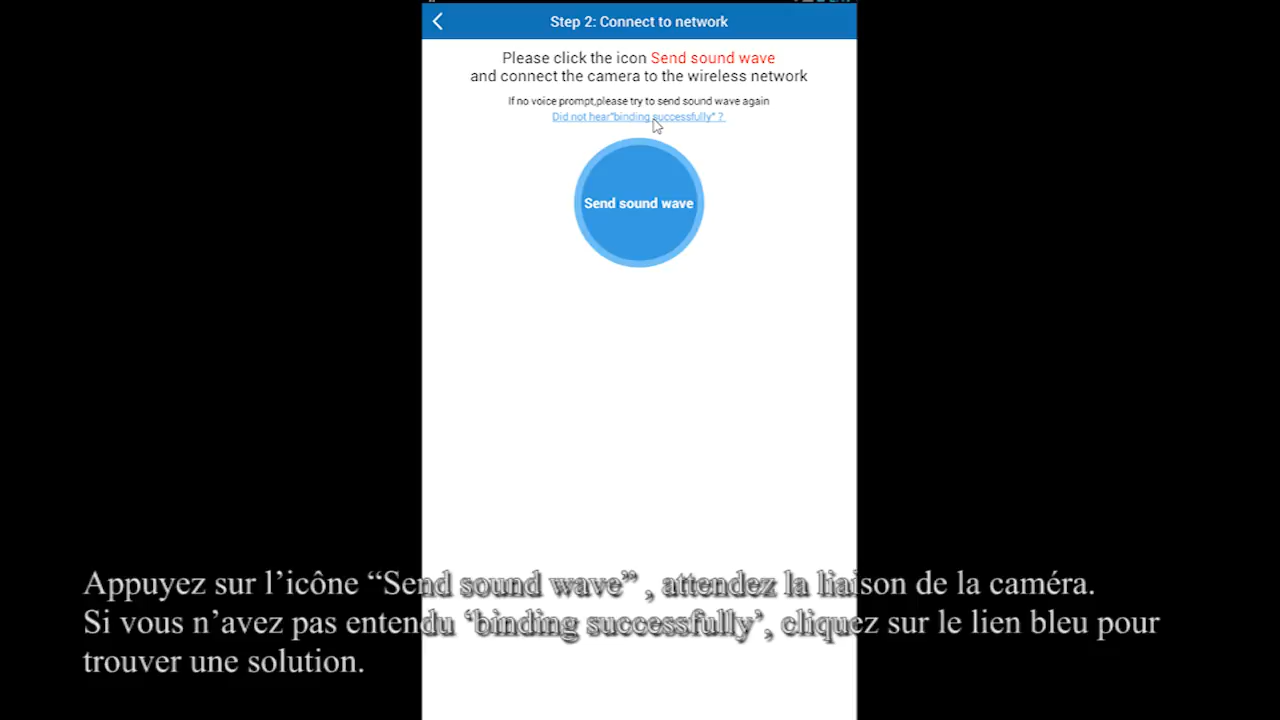 Step 2: Connect to network
Please click the icon Send sound wave
and connect the camera to the wireless network
If no voice prompt,please try to send sound wave again
Did not hear"binding successfully" ?
Send sound wave
Appuyez sur l’icône “Send sound wave” , attendez la liaison de la caméra.
Si vous n’avez pas entendu ‘binding successfully’, cliquez sur le lien bleu pour
trouver une solution.